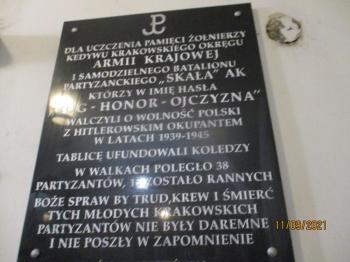 DLA UCZCZENIA PAMIĘCI ŻOŁNIERZY
KEDYWU KRAKOWSKIEGO OKRĘGU
ARMII KRAJOWEJ
I SAMODZIELNEGO BATALIONU
PARTYZANCKIEGO „SKAŁA" AK
KTÓRZY W IMIĘ HASŁA
- HONOR - OJCZYZNA"
WALCZYLI O WOLNOŚĆ POLSKI
Z HITLEROWSKIM OKUPANTEM
W LATACH 1939-1945
TABLICĘ UFUNDOWALI KOLEDZY
W WALKACH POLEGŁO 38
PARTYZANTÓW, ZOSTAŁO RANNYCH
BOŻE SPRAW BY TRUD, KREW I ŚMIERĆ
TYCH MŁODYCH KRAKOWSKICH
PARTYZANTÓW NIE BYŁY DAREMNE
I NIE POSZŁY W ZAPOMNIENIE
11/09/2021